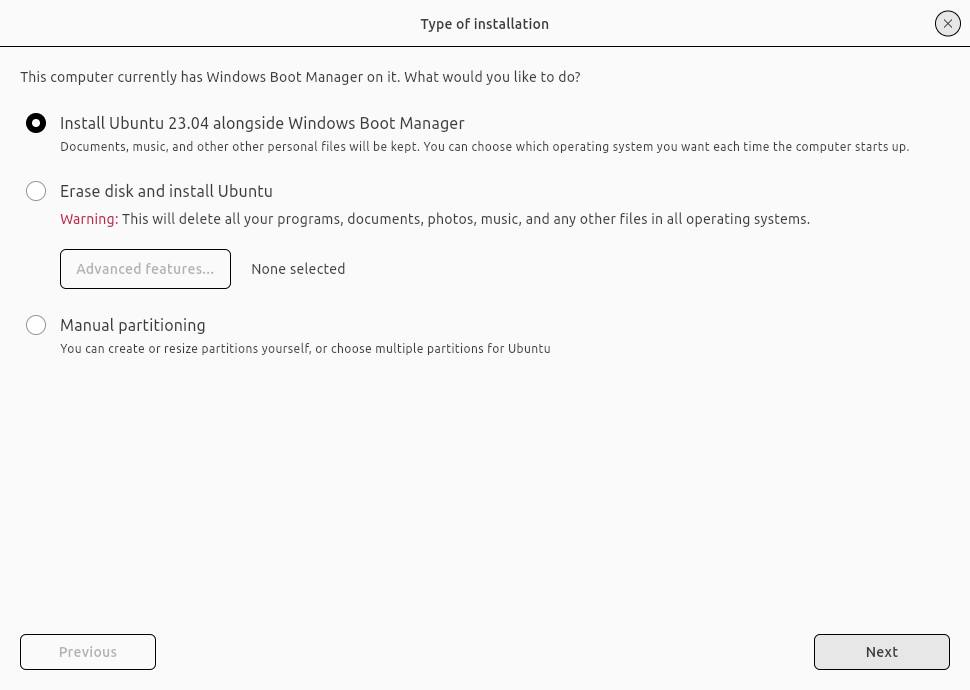 Type of installation
This computer currently has Windows Boot Manager on it. What would you like to do?
Install Ubuntu 23.04 alongside Windows Boot Manager
Documents, music, and other other personal files will be kept. You can choose which operating system you want each time the computer starts up.
Erase disk and install Ubuntu
Warning: This will delete all your programs, documents, photos, music, and any other files in all operating systems.
Advanced features... None selected
Manual partitioning
You can create or resize partitions yourself, or choose multiple partitions for Ubuntu
Previous Next